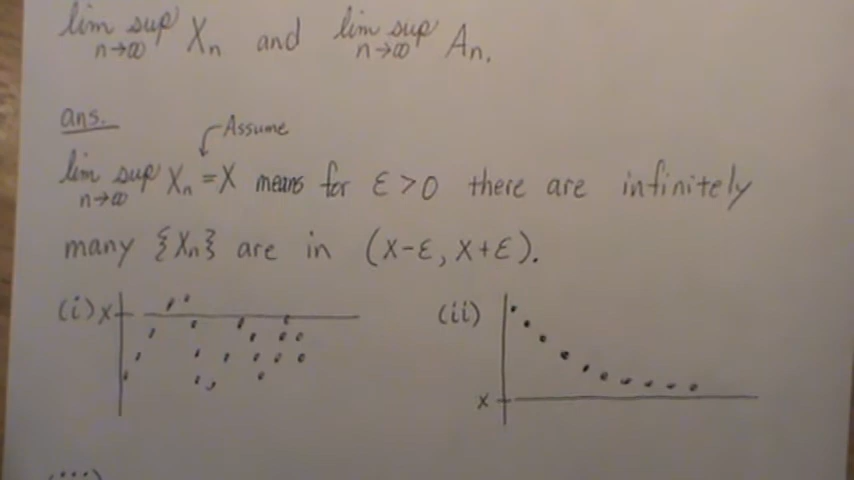 lim sup n→∞ Xn and lim sup n→∞ An.
ans.
Assume
lim sup n→∞ Xn = X means for ε > 0 there are infinitely
many {Xn} are in (X-ε, X+ε).
(i) X
(ii)
X
(iii)